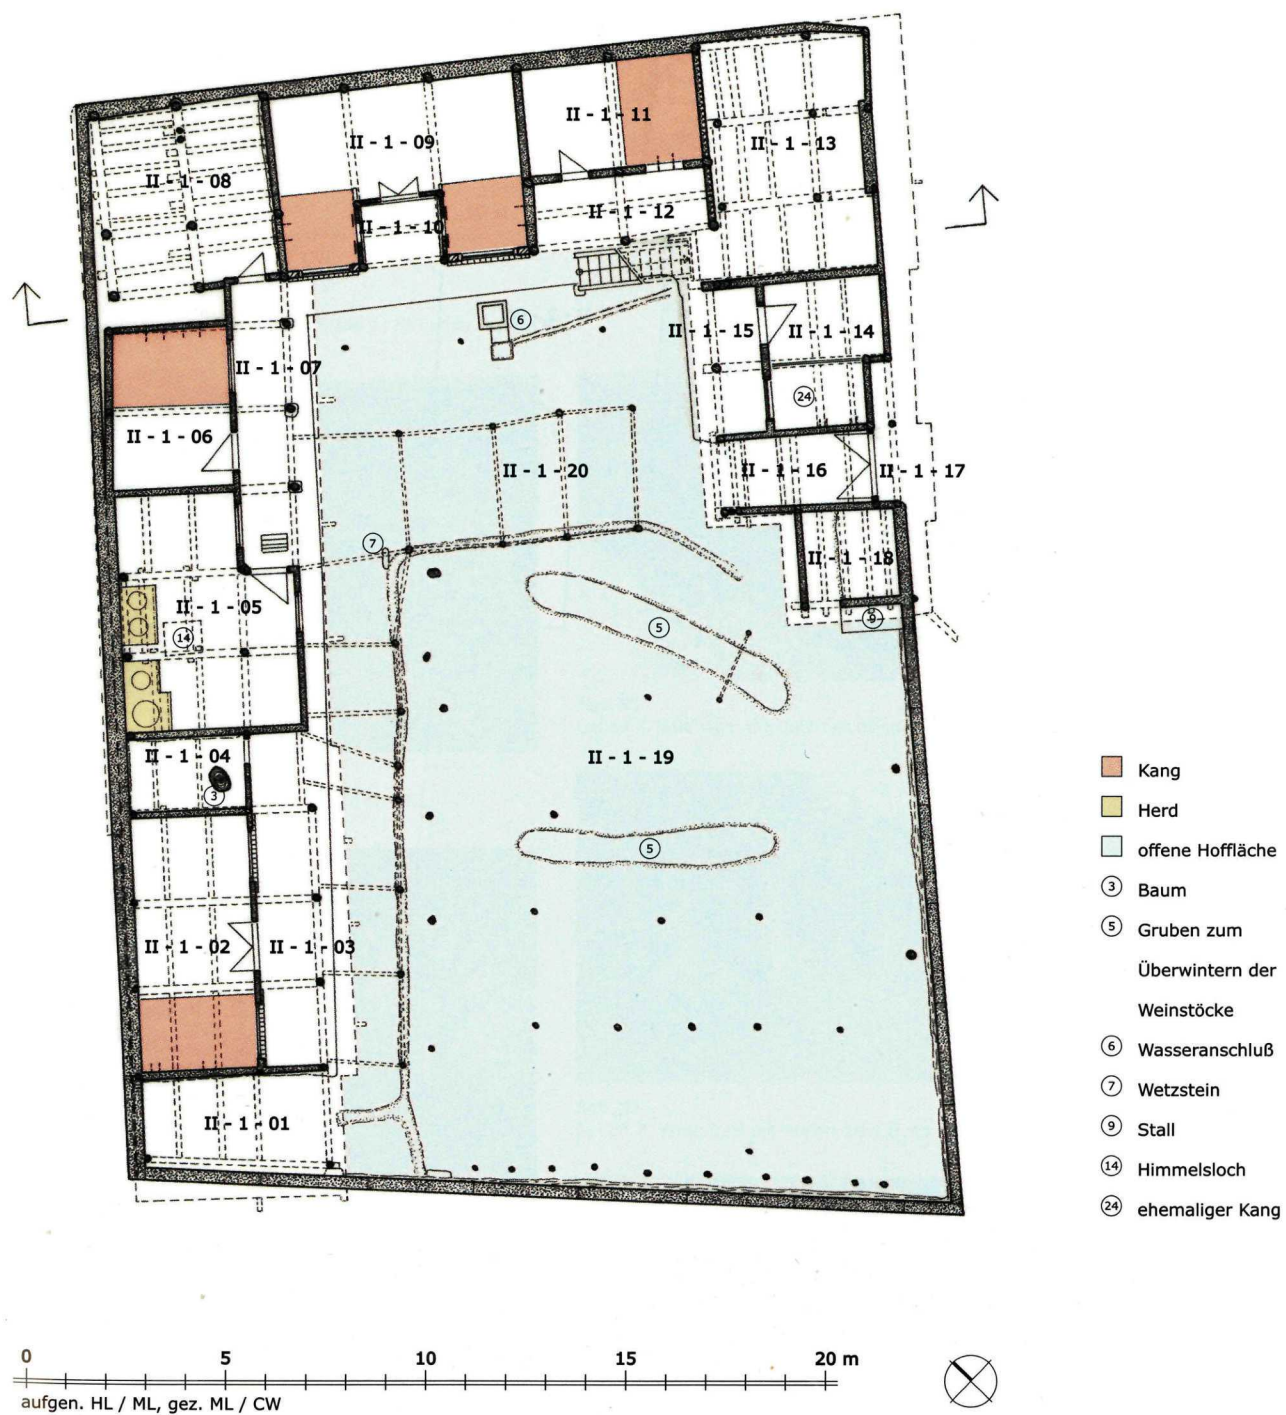 II - 1 - 11
II - 1 - 09
II - 1 - 13
II - 1 - 08
II - 1 - 12
II - 1 - 10
6
II - 1 - 15
II - 1 - 14
II - 1 - 07
24
II - 1 - 06
II - 1 - 20
II - 1 - 16
II - 1 - 17
7
II - 1 - 18
II - 1 - 05
9
14
5
II - 1 - 04
3
II - 1 - 19
5
II - 1 - 02
II - 1 - 03
II - 1 - 01
Kang
Herd
offene Hoffläche
3 Baum
5 Gruben zum
Überwintern der
Weinstöcke
6 Wasseranschluß
7 Wetzstein
9 Stall
14 Himmelsloch
24 ehemaliger Kang
0 5 10 15 20 m
aufgen. HL / ML, gez. ML / CW